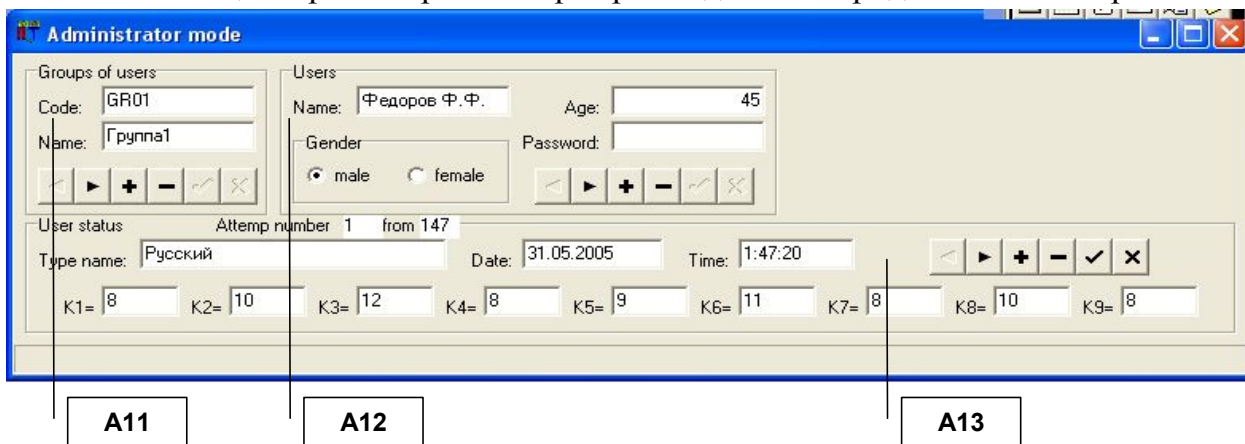 Administrator mode
Groups of users
Code: GR01
Name: Группа1
Users
Name: Федоров Ф.Ф. Age: 45
Gender
male female
Password:
User status Attemp number 1 from 147
Type name: Русский Date: 31.05.2005 Time: 1:47:20
K1= 8 K2= 10 K3= 12 K4= 8 K5= 9 K6= 11 K7= 8 K8= 10 K9= 8
A11 A12 A13